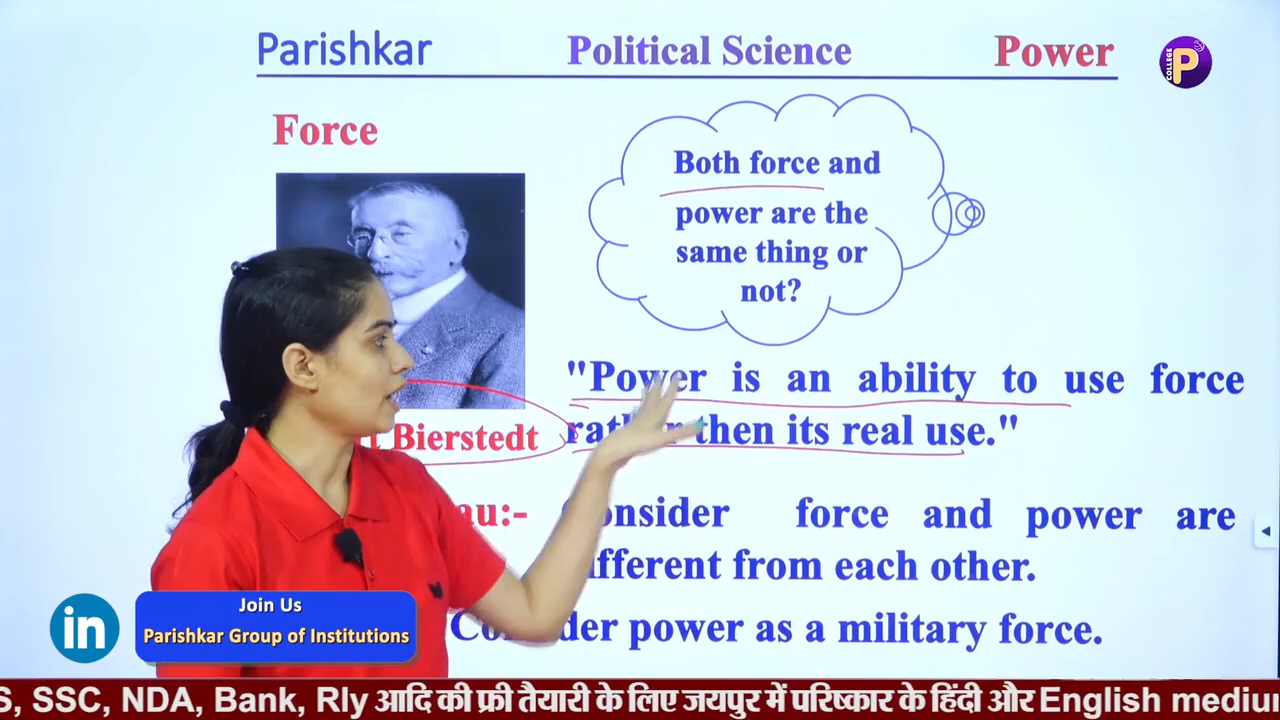 Parishkar Political Science Power
COLLEGE P
Force
Both force and
power are the
same thing or
not?
"Power is an ability to use force
then its real use."
Bierstedt
force and power are
from each other.
power as a military force.
in
Join Us
Parishkar Group of Institutions
SSC, NDA, Bank, Rly आदि की फ्री तैयारी के लिए जयपुर में परिष्कार के हिंदी और English